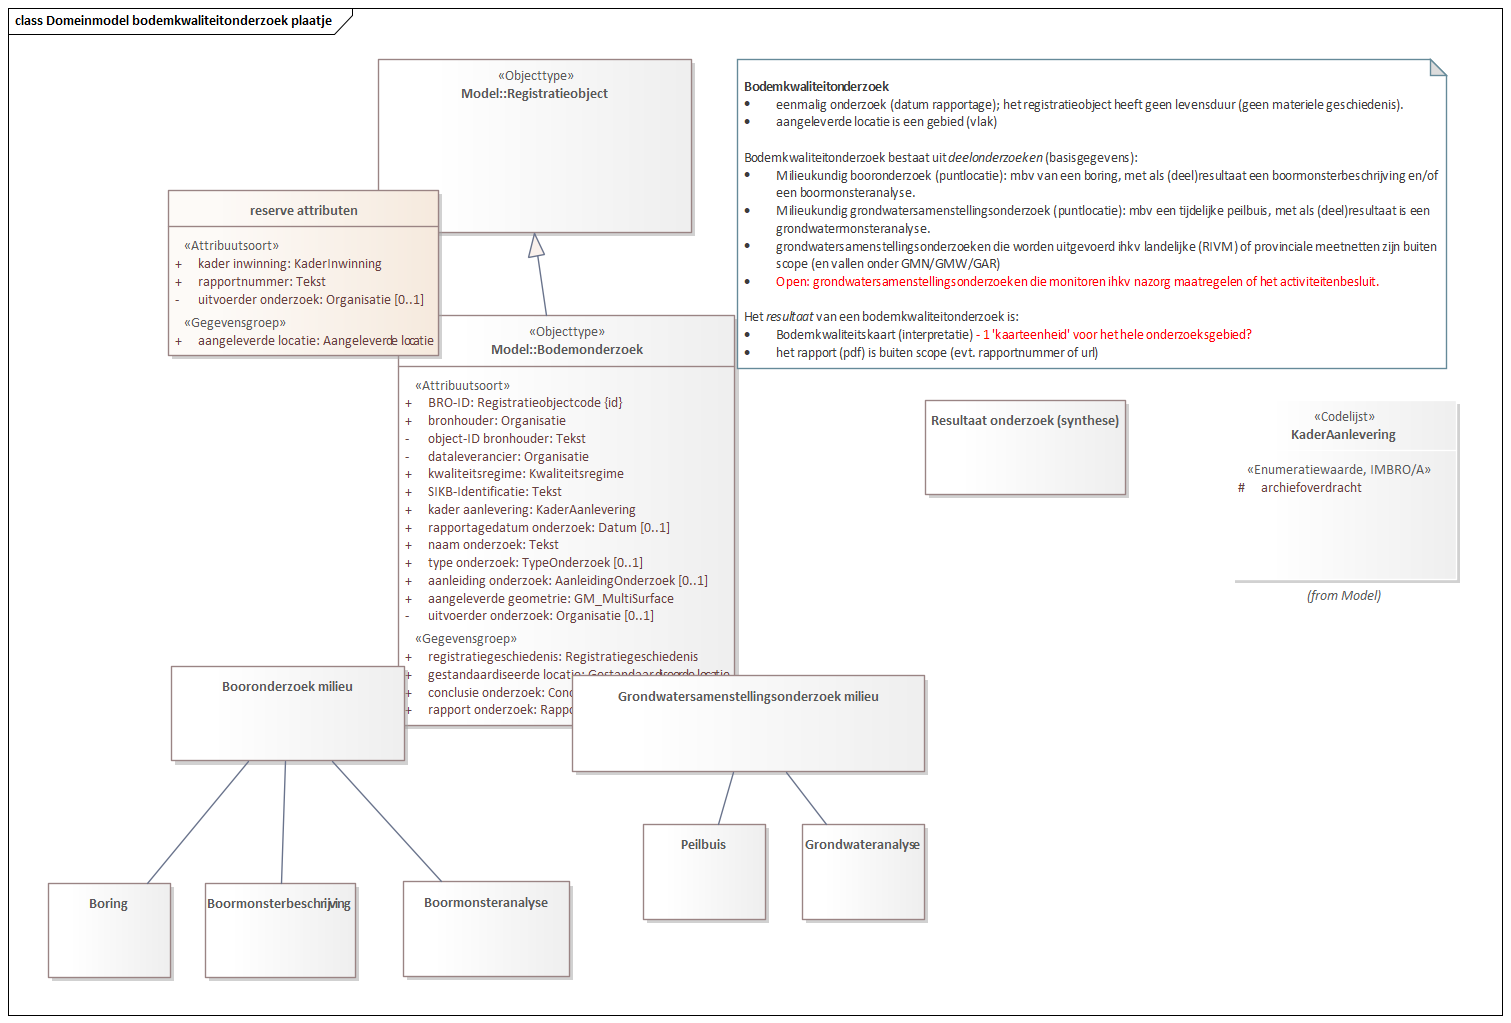 class Domeinmodel bodemkwaliteitonderzoek plaatje
«Objecttype»
Model::Registratieobject
reserve attributen
«Attribuutsoort»
+ kader inwinning: KaderInwinning
+ rapportnummer: Tekst
- uitvoerder onderzoek: Organisatie [0..1]
«Gegevensgroep»
+ aangeleverde locatie: Aangeleverde locatie
Bodemkwaliteitonderzoek
• eenmalig onderzoek (datum rapportage); het registratieobject heeft geen levensduur (geen materiele geschiedenis).
• aangeleverde locatie is een gebied (vlak)
Bodemkwaliteitonderzoek bestaat uit deelonderzoeken (basisgegevens):
• Milieukundig booronderzoek (puntlocatie): mbv van een boring, met als (deel)resultaat een boormonsterbeschrijving en/of
een boormonsteranalyse.
• Milieukundig grondwatersamenstellingsonderzoek (puntlocatie): mbv een tijdelijke peilbuis, met als (deel)resultaat is een
grondwatermonsteranalyse.
• grondwatersamenstellingsonderzoeken die worden uitgevoerd ihkv landelijke (RIVM) of provinciale meetnetten zijn buiten
scope (en vallen onder GMN/GMW/GAR)
• Open: grondwatersamenstellingsonderzoeken die monitoren ihkv nazorg maatregelen of het activiteitenbesluit.
Het resultaat van een bodemkwaliteitonderzoek is:
• Bodemkwaliteitskaart (interpretatie) - 1 'kaarteenheid' voor het hele onderzoeksgebied?
• het rapport (pdf) is buiten scope (evt. rapportnummer of url)
«Objecttype»
Model::Bodemonderzoek
«Attribuutsoort»
+ BRO-ID: Registratieobjectcode {id}
+ bronhouder: Organisatie
- object-ID bronhouder: Tekst
- dataleverancier: Organisatie
+ kwaliteitsregime: Kwaliteitsregime
+ SIKB-Identificatie: Tekst
+ kader aanlevering: KaderAanlevering
+ rapportagedatum onderzoek: Datum [0..1]
+ naam onderzoek: Tekst
+ type onderzoek: TypeOnderzoek [0..1]
+ aanleiding onderzoek: AanleidingOnderzoek [0..1]
+ aangeleverde geometrie: GM_MultiSurface
- uitvoerder onderzoek: Organisatie [0..1]
«Gegevensgroep»
+ registratiegeschiedenis: Registratiegeschiedenis
+ gestandaardiseerde locatie: Gestandaardiseerde locatie
+ conclusie onderzoek: Conc
+ rapport onderzoek: Rappo
Resultaat onderzoek (synthese)
«Codelijst»
KaderAanlevering
«Enumeratiewaarde, IMBRO/A»
# archiefoverdracht
(from Model)
Booronderzoek milieu
Grondwatersamenstellingsonderzoek milieu
Peilbuis
Grondwateranalyse
Boring
Boormonsterbeschrijving
Boormonsteranalyse